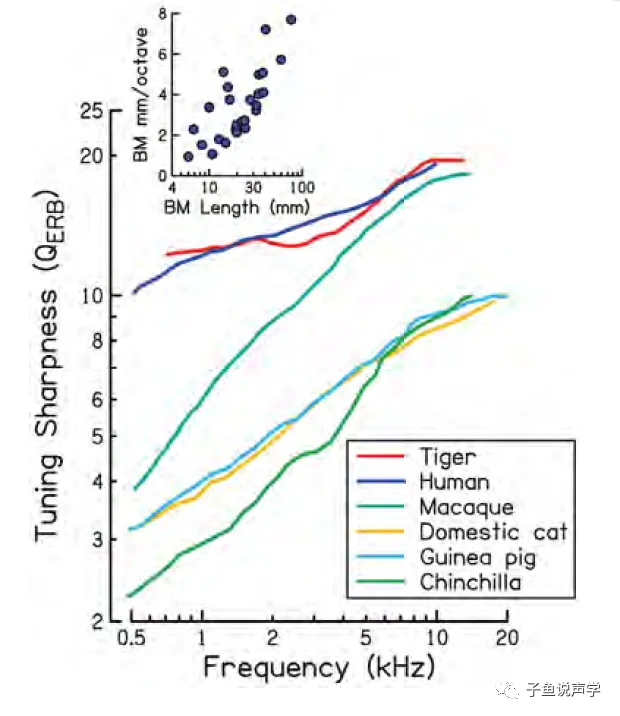 8
6
4
2
0
BM mm/octave
4 10 30 100
BM Length (mm)
25
20
10
8
6
5
4
3
2
Tuning Sharpness (QERB)
Tiger
Human
Macaque
Domestic cat
Guinea pig
Chinchilla
0.5 1 2 5 10 20
Frequency (kHz)
子鱼说声学